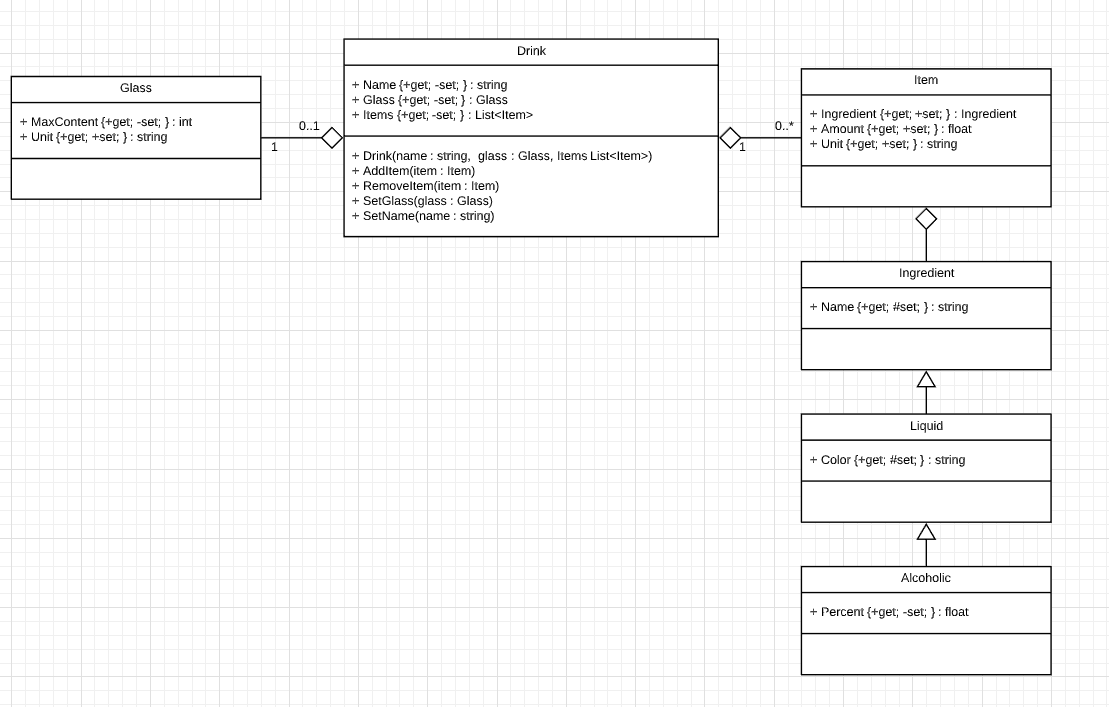 Glass
+ MaxContent {+get; -set; } : int
+ Unit {+get; +set; } : string
0..1
1
Drink
+ Name {+get; -set; } : string
+ Glass {+get; -set; } : Glass
+ Items {+get; -set; } : List<Item>
+ Drink(name : string,  glass : Glass, Items List<Item>)
+ AddItem(item : Item)
+ RemoveItem(item : Item)
+ SetGlass(glass : Glass)
+ SetName(name : string)
0..*
1
Item
+ Ingredient {+get; +set; } : Ingredient
+ Amount {+get; +set; } : float
+ Unit {+get; +set; } : string
Ingredient
+ Name {+get; #set; } : string
Liquid
+ Color {+get; #set; } : string
Alcoholic
+ Percent {+get; -set; } : float